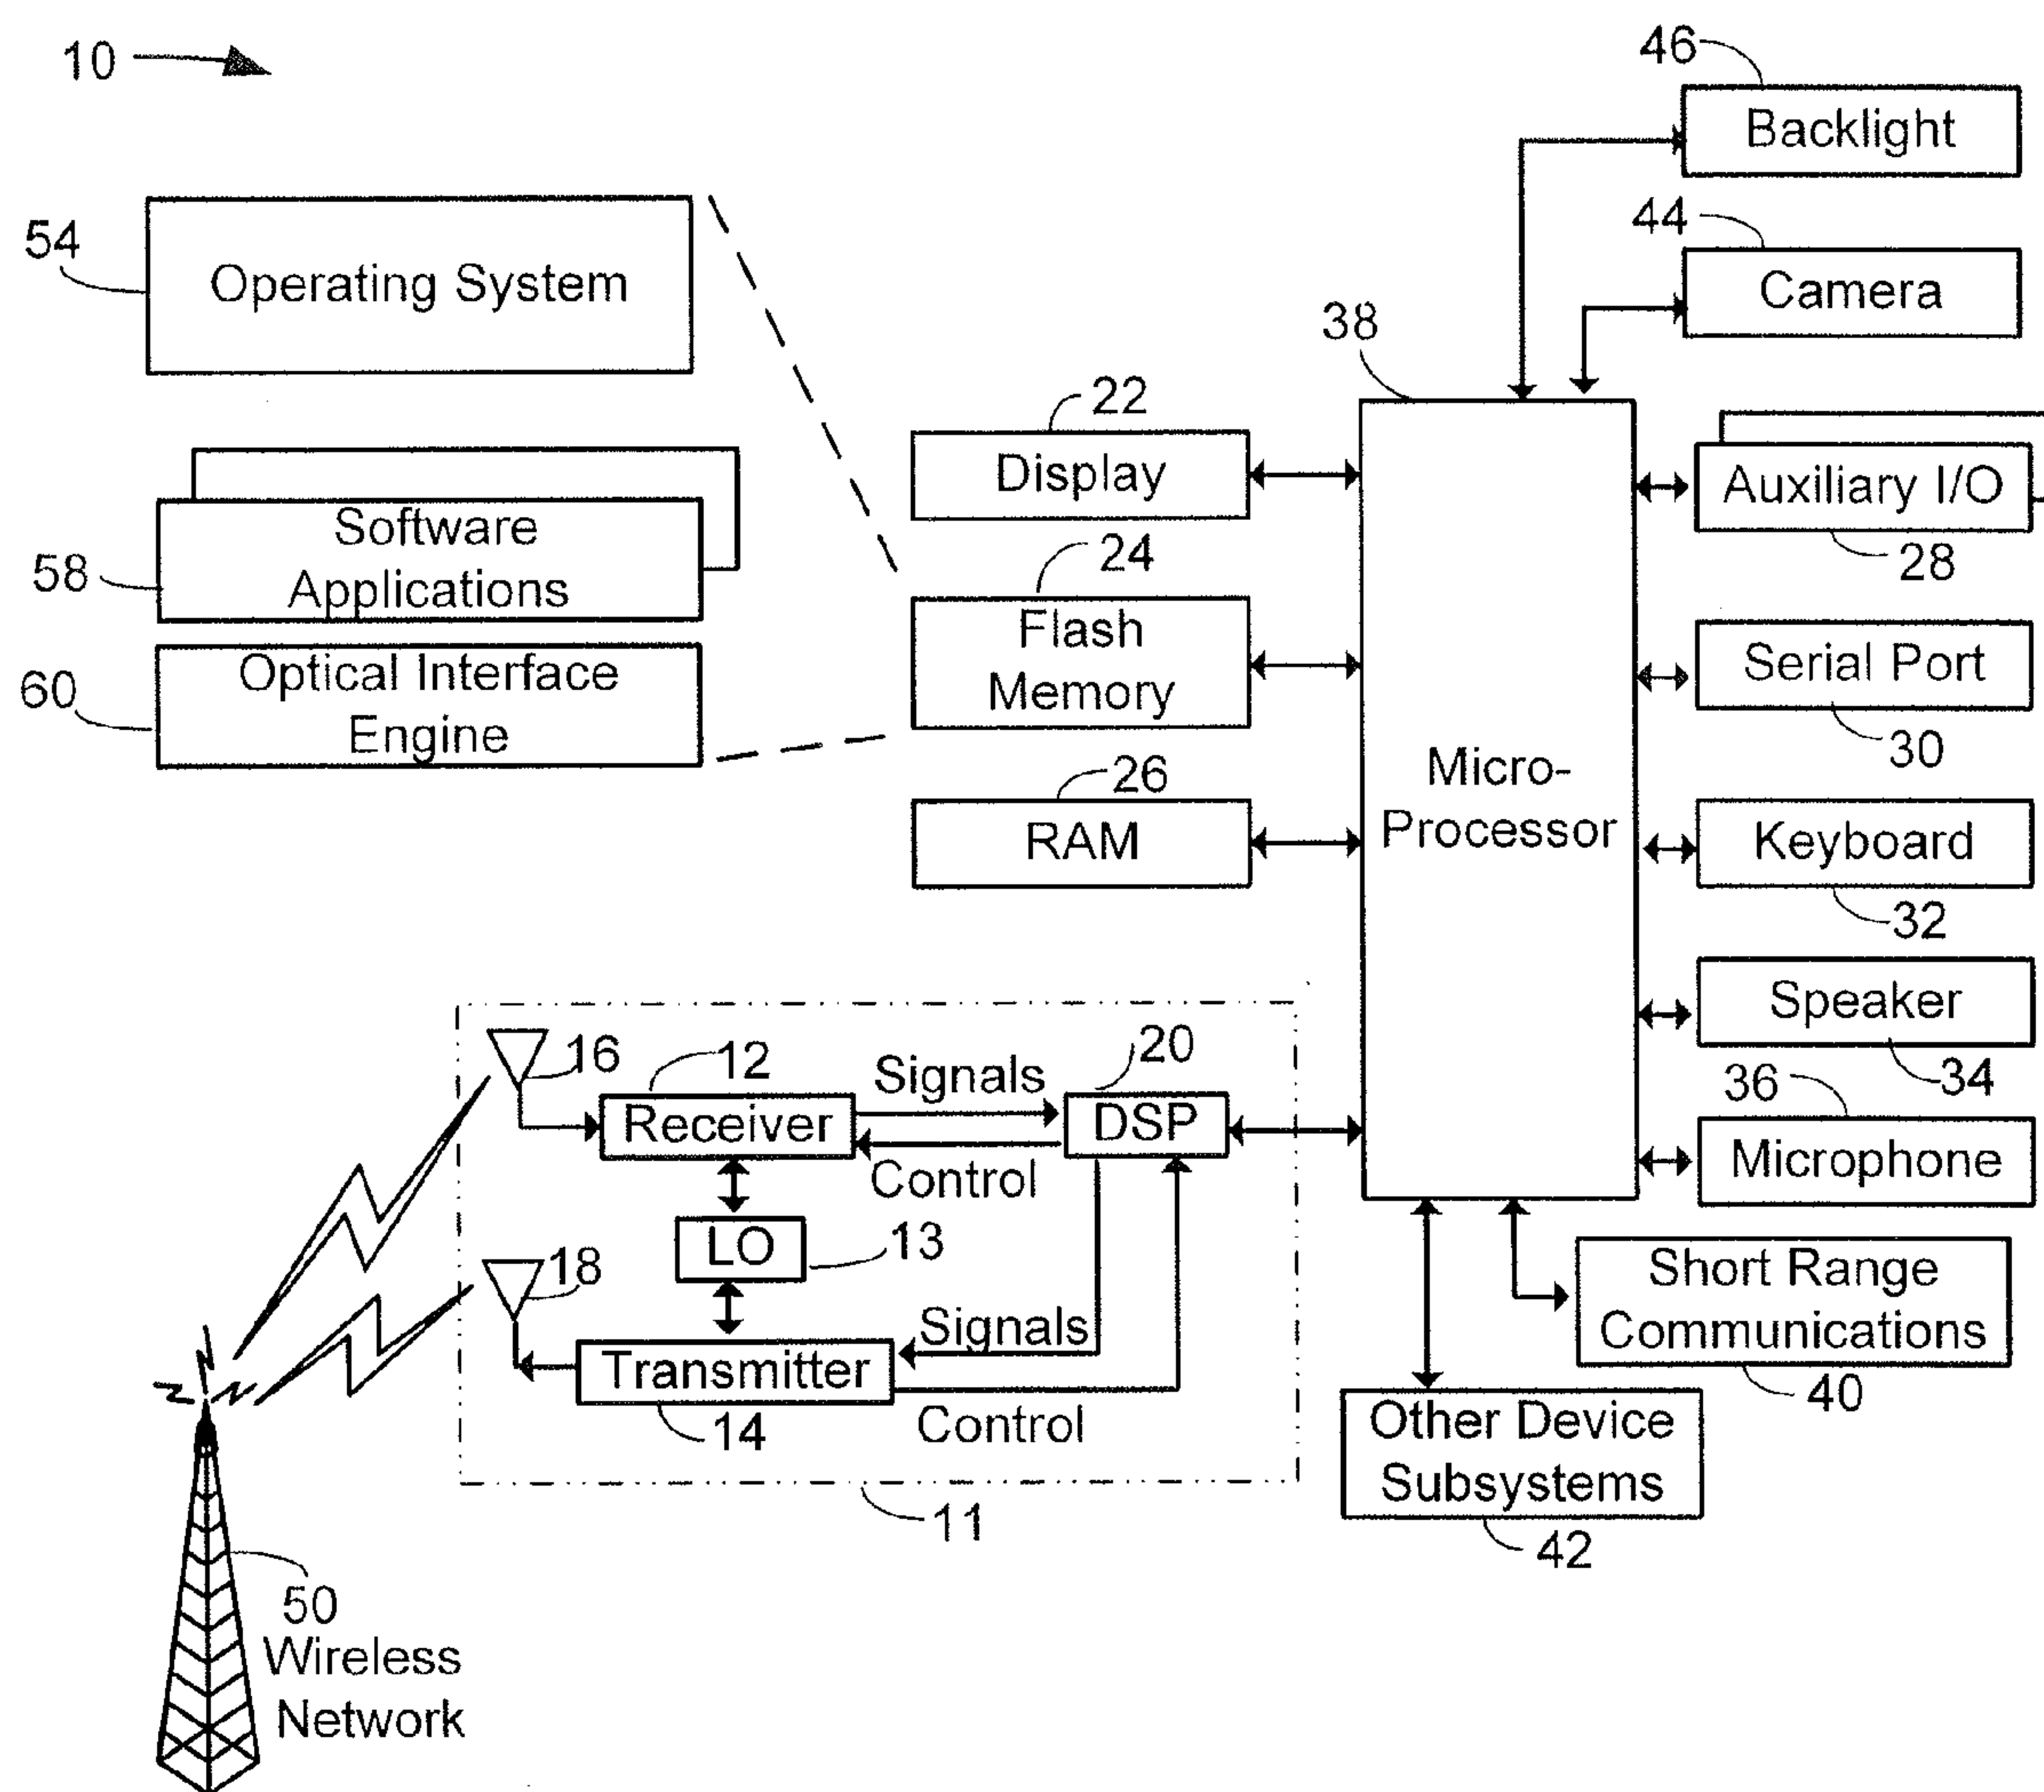 10
46
Backlight
44
Camera
54
Operating System
38
22
Display
Auxiliary I/O
28
58
Software
Applications
24
Flash
Memory
Serial Port
30
60
Optical Interface
Engine
26
RAM
Micro-
Processor
Keyboard
32
Speaker
34
16
12
Receiver
Signals
Control
20
DSP
36
Microphone
LO
13
18
Signals
Transmitter
14
Control
Short Range
Communications
40
Other Device
Subsystems
42
11
50
Wireless
Network